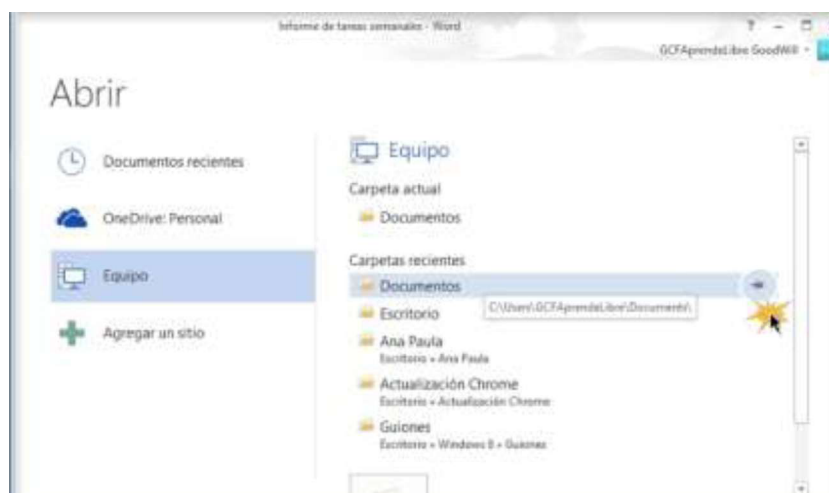 Informe de tareas semanales - Word
?
GCFAprendeLibre GoodWill
Abrir
Documentos recientes
OneDrive: Personal
Equipo
Agregar un sitio
Equipo
Carpeta actual
Documentos
Carpetas recientes
Documentos
C:\Users\GCFAprendeLibre\Documents\
Escritorio
Ana Paula
Escritorio » Ana Paula
Actualización Chrome
Escritorio » Actualización Chrome
Guiones
Escritorio » Windows 8 » Guiones